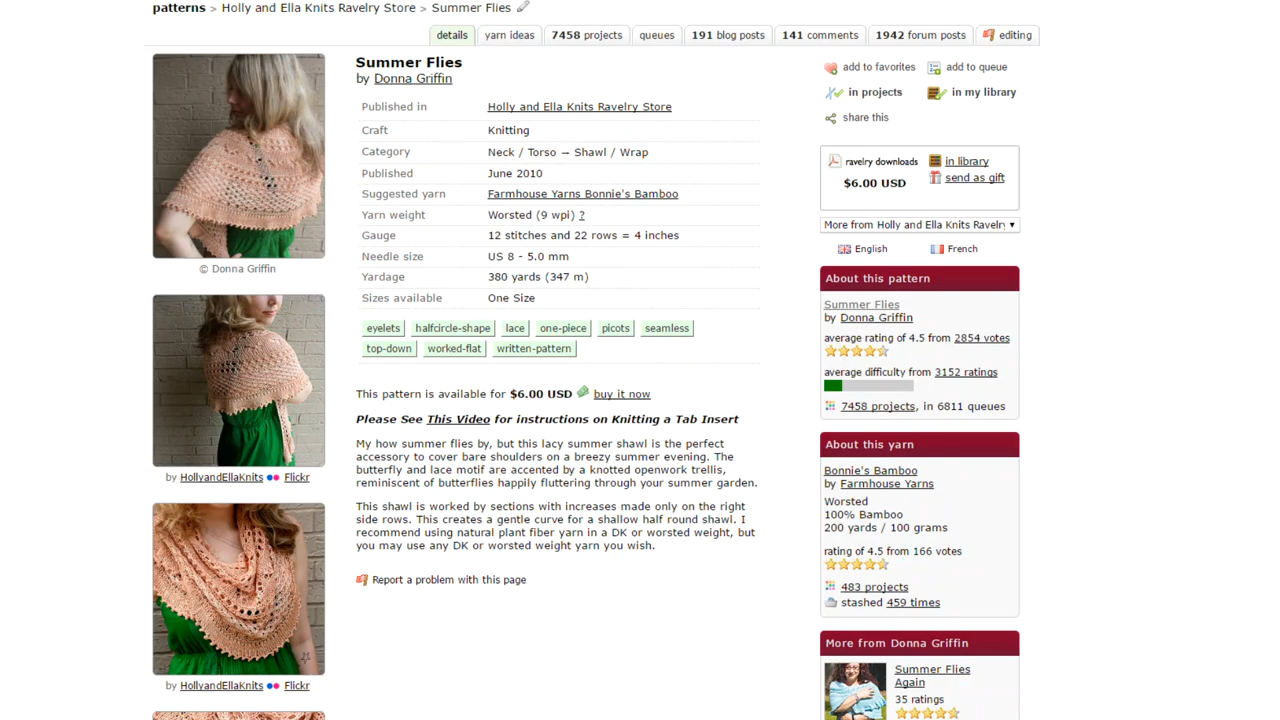 patterns > Holly and Ella Knits Ravelry Store > Summer Flies
details
yarn ideas
7458 projects
queues
191 blog posts
141 comments
1942 forum posts
editing
© Donna Griffin
by HollyandEllaKnits Flickr
by HollyandEllaKnits Flickr
Summer Flies
by Donna Griffin
Published in Holly and Ella Knits Ravelry Store
Craft Knitting
Category Neck / Torso → Shawl / Wrap
Published June 2010
Suggested yarn Farmhouse Yarns Bonnie's Bamboo
Yarn weight Worsted (9 wpi) ?
Gauge 12 stitches and 22 rows = 4 inches
Needle size US 8 - 5.0 mm
Yardage 380 yards (347 m)
Sizes available One Size
eyelets halfcircle-shape lace one-piece picots seamless
top-down worked-flat written-pattern
This pattern is available for $6.00 USD buy it now
Please See This Video for instructions on Knitting a Tab Insert
My how summer flies by, but this lacy summer shawl is the perfect
accessory to cover bare shoulders on a breezy summer evening. The
butterfly and lace motif are accented by a knotted openwork trellis,
reminiscent of butterflies happily fluttering through your summer garden.
This shawl is worked by sections with increases made only on the right
side rows. This creates a gentle curve for a shallow half round shawl. I
recommend using natural plant fiber yarn in a DK or worsted weight, but
you may use any DK or worsted weight yarn you wish.
Report a problem with this page
add to favorites add to queue
in projects in my library
share this
ravelry downloads in library
$6.00 USD send as gift
More from Holly and Ella Knits Ravelr
English French
About this pattern
Summer Flies
by Donna Griffin
average rating of 4.5 from 2854 votes
average difficulty from 3152 ratings
7458 projects, in 6811 queues
About this yarn
Bonnie's Bamboo
by Farmhouse Yarns
Worsted
100% Bamboo
200 yards / 100 grams
rating of 4.5 from 166 votes
483 projects
stashed 459 times
More from Donna Griffin
Summer Flies
Again
35 ratings